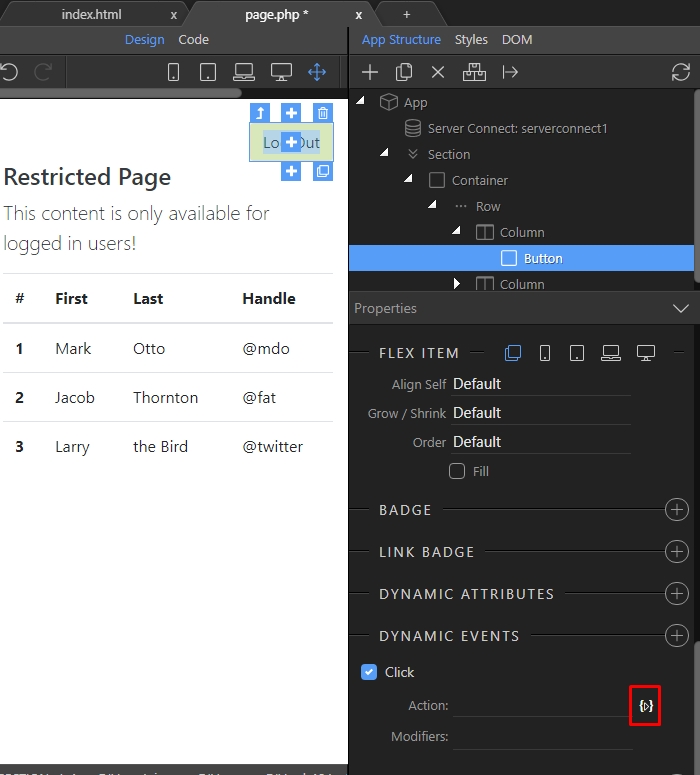 index.html x page.php * x +
Design Code
App Structure Styles DOM
App
Server Connect: serverconnect1
Section
Container
Row
Column
Button
Column
Restricted Page
This content is only available for
logged in users!
# First Last Handle
1 Mark Otto @mdo
2 Jacob Thornton @fat
3 Larry the Bird @twitter
Properties
FLEX ITEM
Align Self Default
Grow / Shrink Default
Order Default
Fill
BADGE
LINK BADGE
DYNAMIC ATTRIBUTES
DYNAMIC EVENTS
Click
Action:
Modifiers: